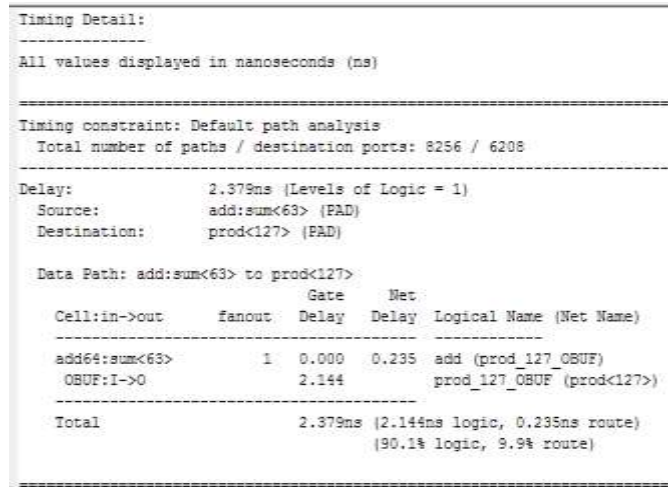 Timing Detail:
--------------
All values displayed in nanoseconds (ns)
=========================================================================
Timing constraint: Default path analysis
Total number of paths / destination ports: 8256 / 6208
-------------------------------------------------------------------------
Delay: 2.379ns (Levels of Logic = 1)
Source: add:sum<63> (PAD)
Destination: prod<127> (PAD)
Data Path: add:sum<63> to prod<127>
Gate Net
Cell:in->out fanout Delay Delay Logical Name (Net Name)
---------------------------------------- ------------
add64:sum<63> 1 0.000 0.235 add (prod_127_OBUF)
OBUF:I->O 2.144 prod_127_OBUF (prod<127>)
----------------------------------------
Total 2.379ns (2.144ns logic, 0.235ns route)
(90.1% logic, 9.9% route)
=========================================================================